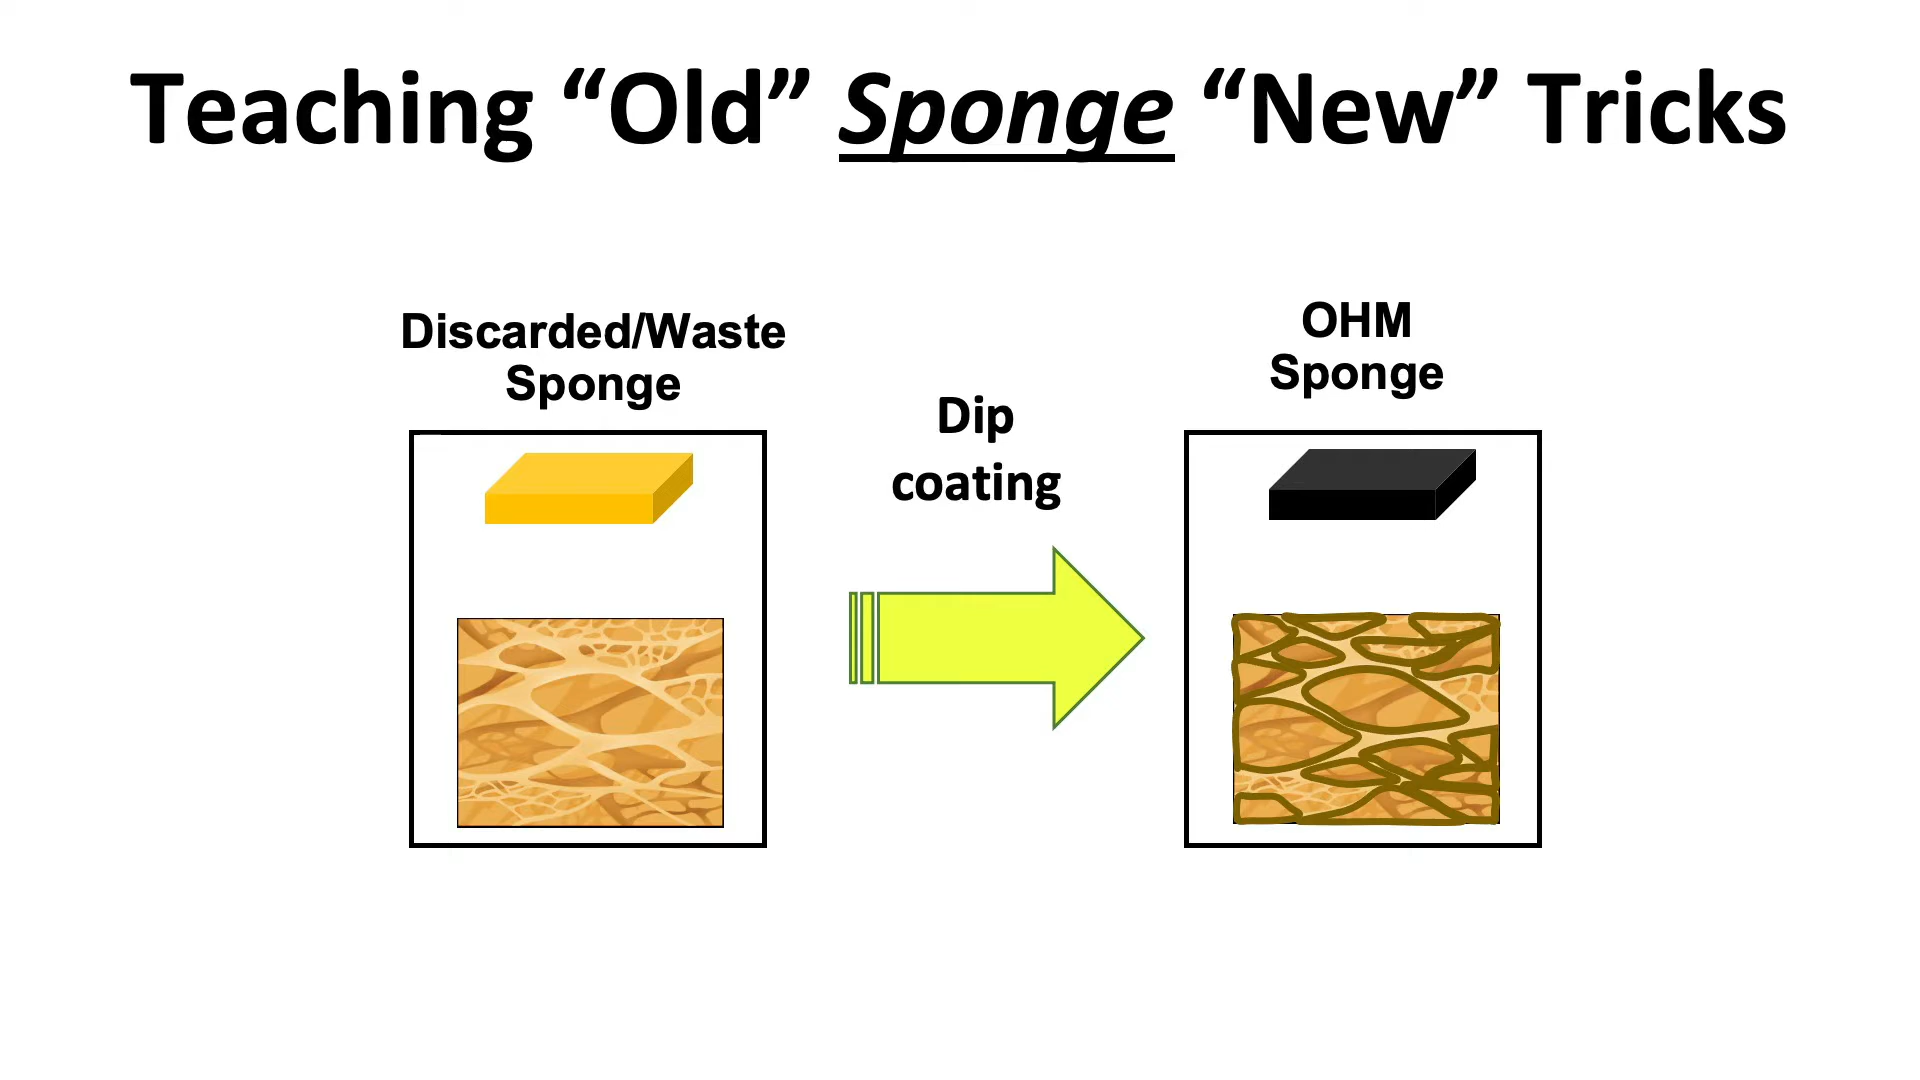 Teaching “Old” Sponge “New” Tricks
Discarded/Waste
Sponge
Dip
coating
OHM
Sponge